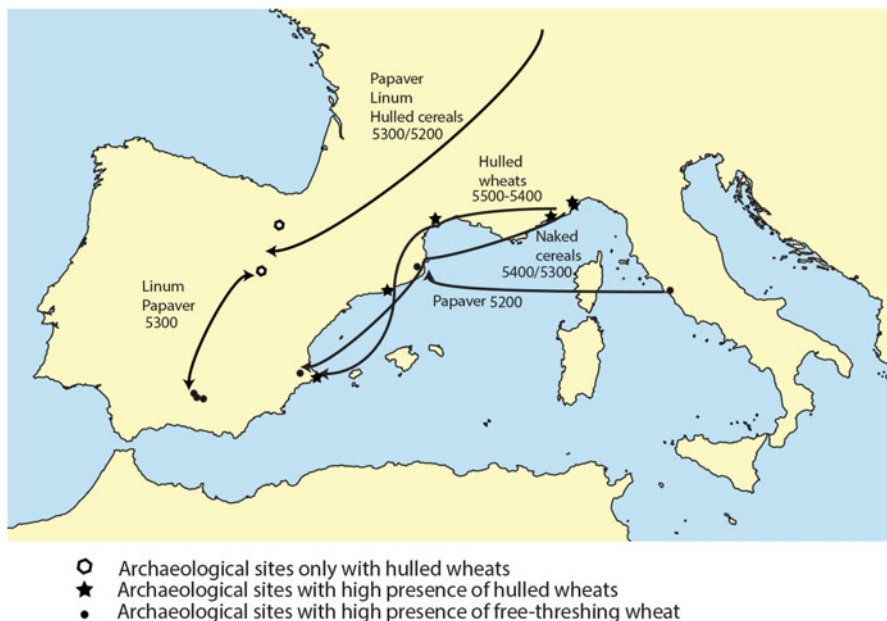 Papaver
Linum
Hulled cereals
5300/5200
Hulled
wheats
5500-5400
Naked
cereals
5400/5300
Linum
Papaver
5300
Papaver 5200
Archaeological sites only with hulled wheats
Archaeological sites with high presence of hulled wheats
Archaeological sites with high presence of free-threshing wheat